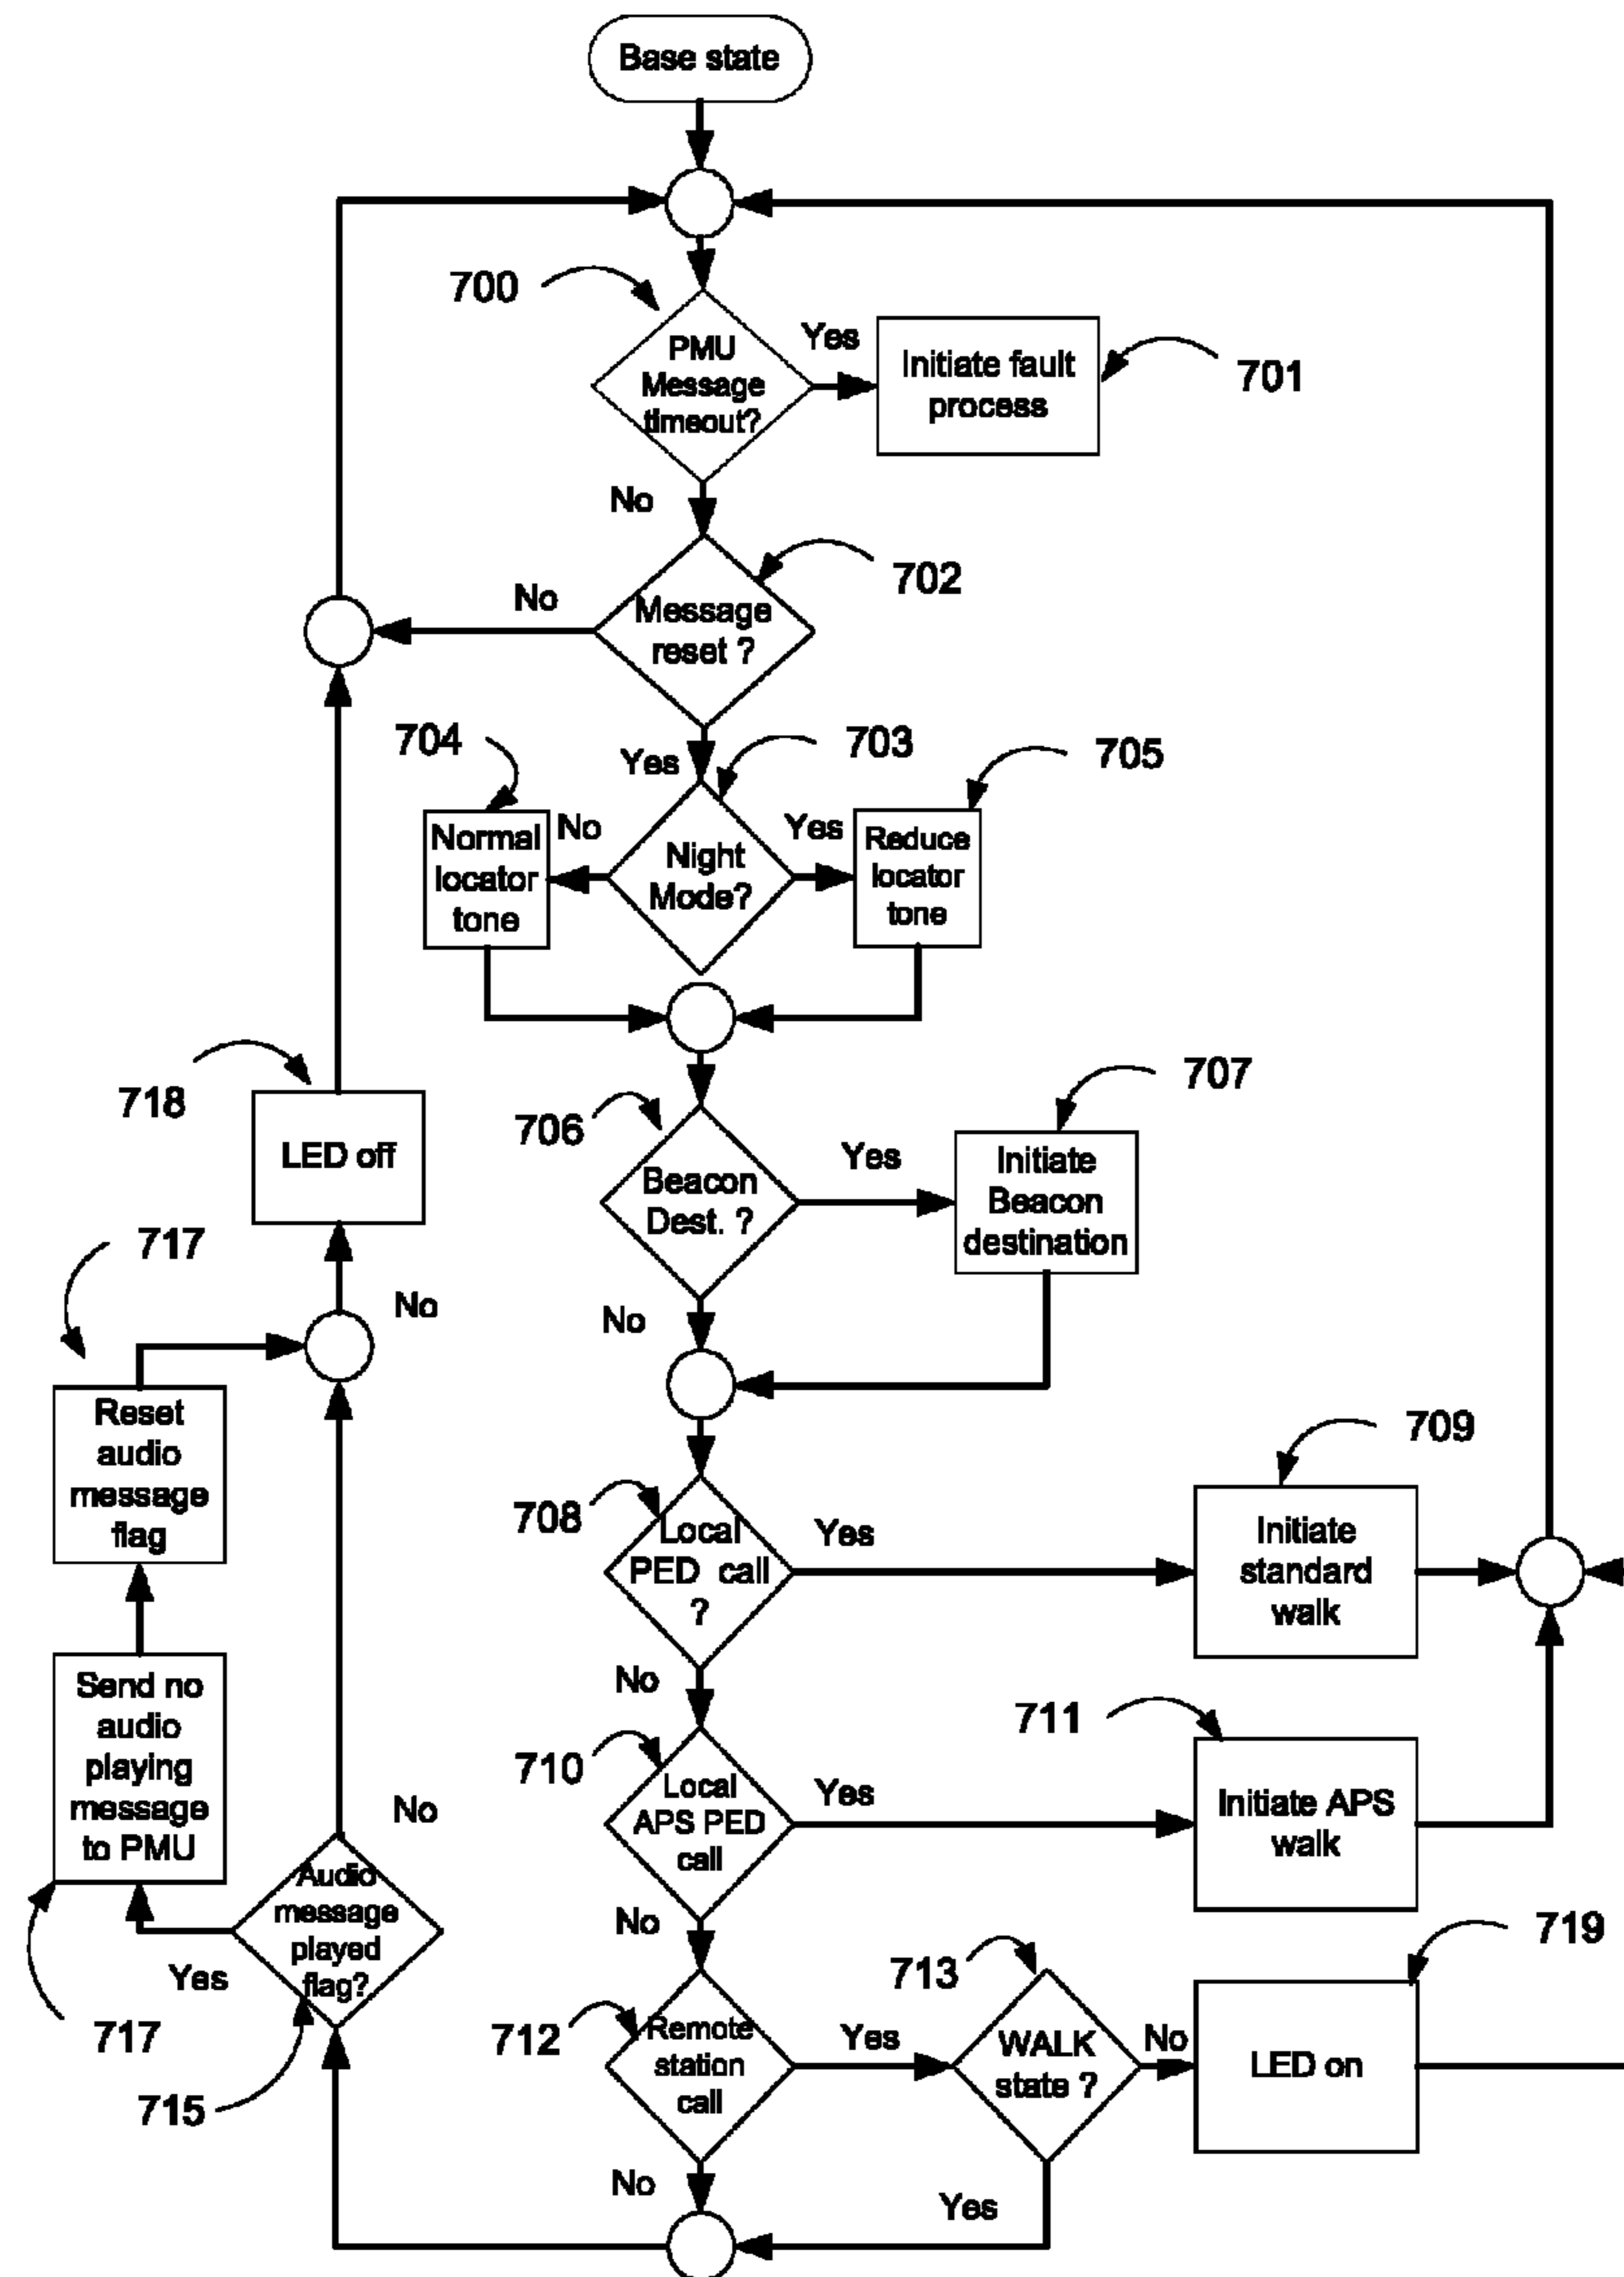 Base state
700
PMU
Message
timeout?
Yes
Initiate fault
process
701
No
702
Message
reset ?
No
Yes
703
704
705
Normal
locator
tone
No
Night
Mode?
Yes
Reduce
locator
tone
706
Beacon
Dest. ?
Yes
707
Initiate
Beacon
destination
No
718
LED off
717
No
Reset
audio
message
flag
708
Local
PED call
?
Yes
709
Initiate
standard
walk
No
Send no
audio
playing
message
to PMU
710
Local
APS PED
call
Yes
711
Initiate APS
walk
No
No
Audio
message
played
flag?
Yes
717
715
712
Remote
station
call
Yes
713
WALK
state ?
No
719
LED on
No
Yes